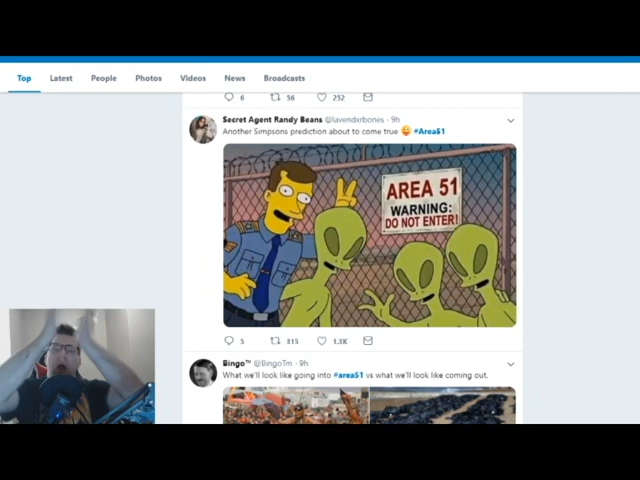 Top Latest People Photos Videos News Broadcasts
6 56 232
Secret Agent Randy Beans @lavendxrbones · 9h
Another Simpsons prediction about to come true #Area51
AREA 51
WARNING:
DO NOT ENTER!
5 315 1.3K
Bingo™ @BingoTm · 9h
What we'll look like going into #area51 vs what we'll look like coming out.